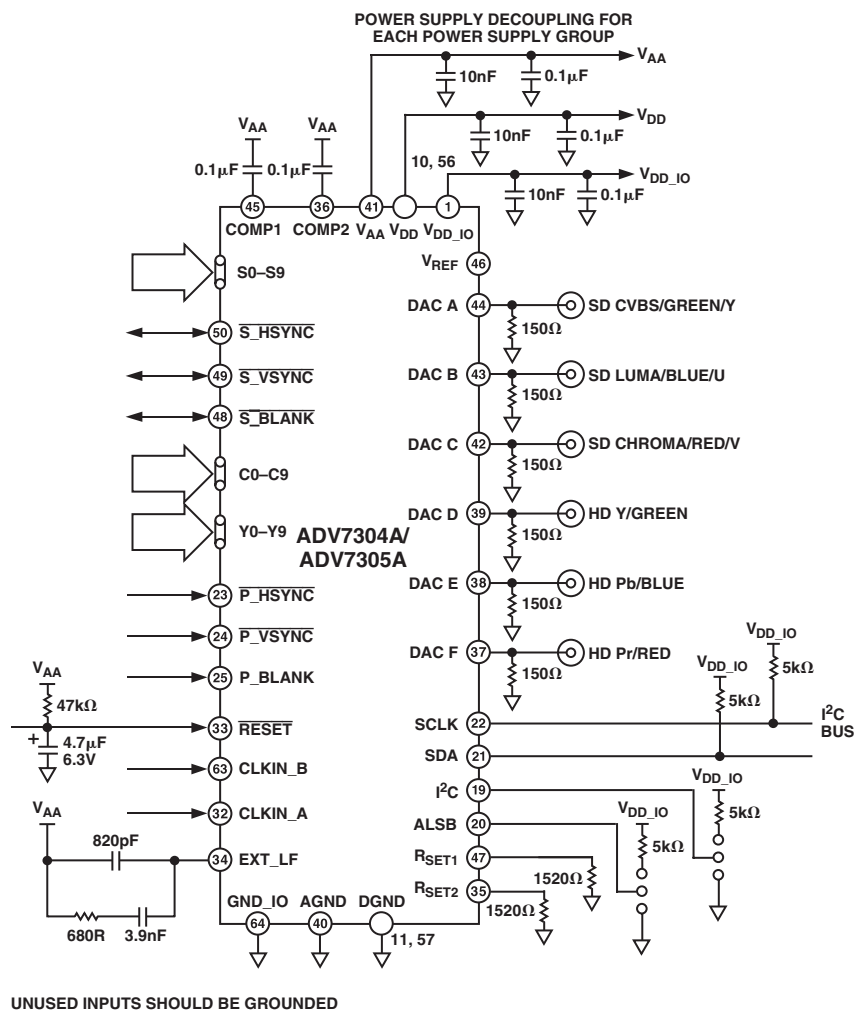 POWER SUPPLY DECOUPLING FOR
EACH POWER SUPPLY GROUP
VAA
10nF
0.1μF
VDD
10nF
0.1μF
10, 56
VDD_IO
10nF
0.1μF
VAA
VAA
0.1μF
0.1μF
45
36
41
1
COMP1
COMP2
VAA
VDD
VDD_IO
VREF
46
S0–S9
DAC A
44
SD CVBS/GREEN/Y
150Ω
50
S_HSYNC
49
S_VSYNC
DAC B
43
SD LUMA/BLUE/U
150Ω
48
S_BLANK
DAC C
42
SD CHROMA/RED/V
150Ω
C0–C9
Y0–Y9
DAC D
39
HD Y/GREEN
150Ω
ADV7304A/
ADV7305A
DAC E
38
HD Pb/BLUE
150Ω
23
P_HSYNC
24
P_VSYNC
DAC F
37
HD Pr/RED
150Ω
25
P_BLANK
VAA
47kΩ
33
RESET
+
4.7μF
6.3V
VDD_IO
5kΩ
VDD_IO
5kΩ
SCLK
22
I2C
BUS
SDA
21
63
CLKIN_B
32
CLKIN_A
I2C
19
VDD_IO
5kΩ
ALSB
20
VDD_IO
5kΩ
VAA
820pF
34
EXT_LF
680R
3.9nF
RSET1
47
1520Ω
RSET2
35
1520Ω
GND_IO
AGND
DGND
64
40
11, 57
UNUSED INPUTS SHOULD BE GROUNDED